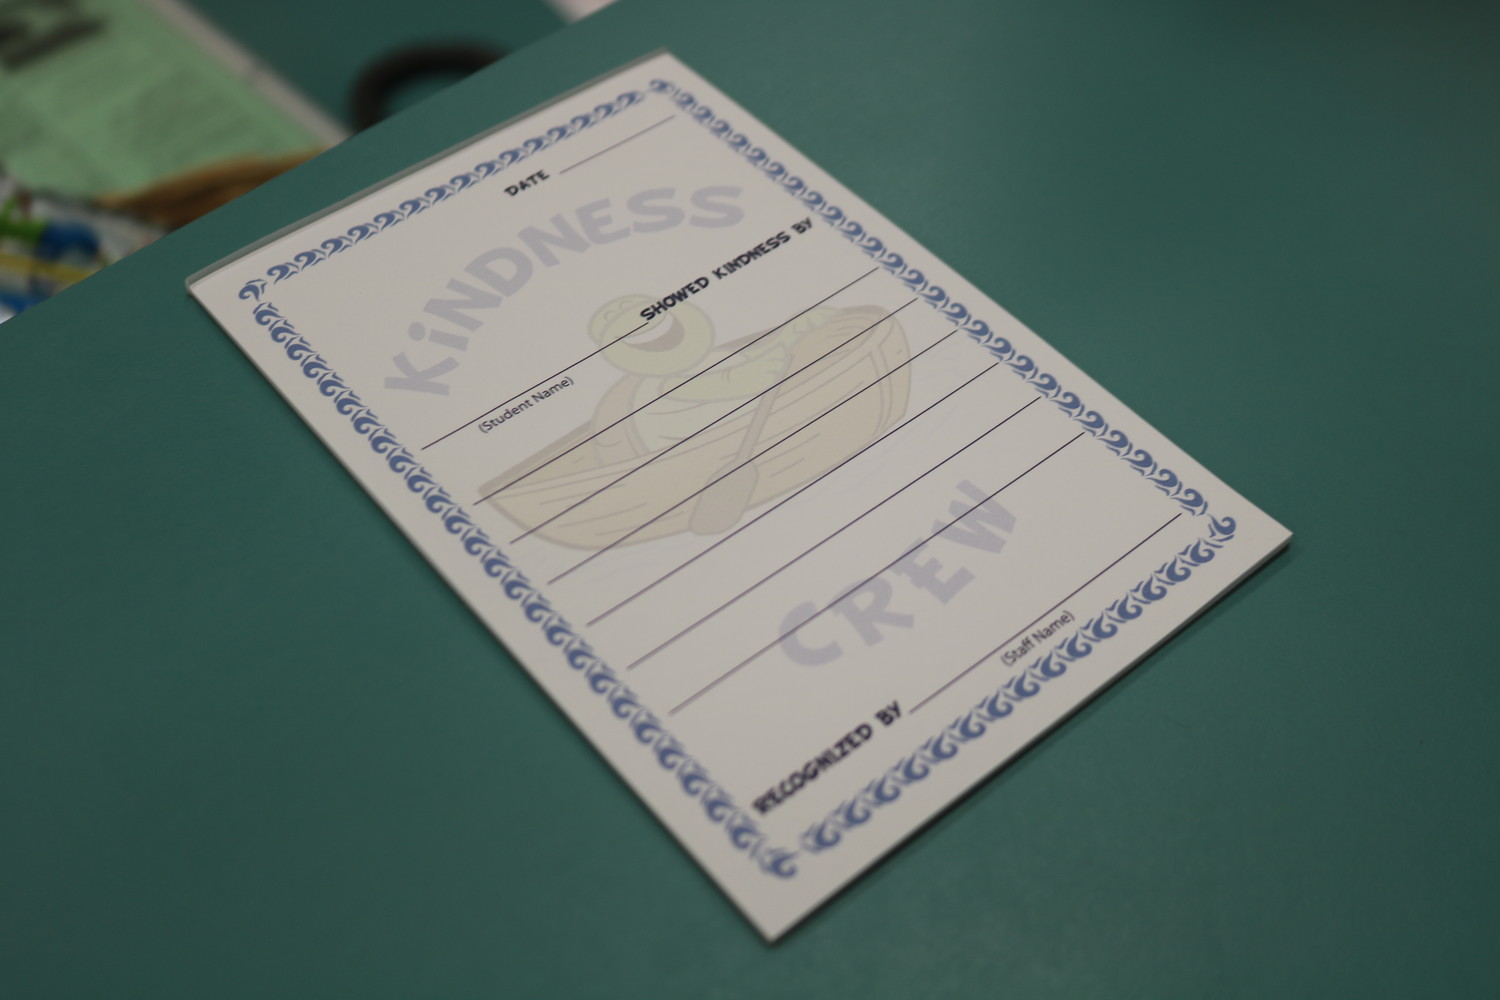 DATE
KiNDNESS
SHOWED KINDNESS BY
(Student Name)
CREW
RECOGNIZED BY
(Staff Name)